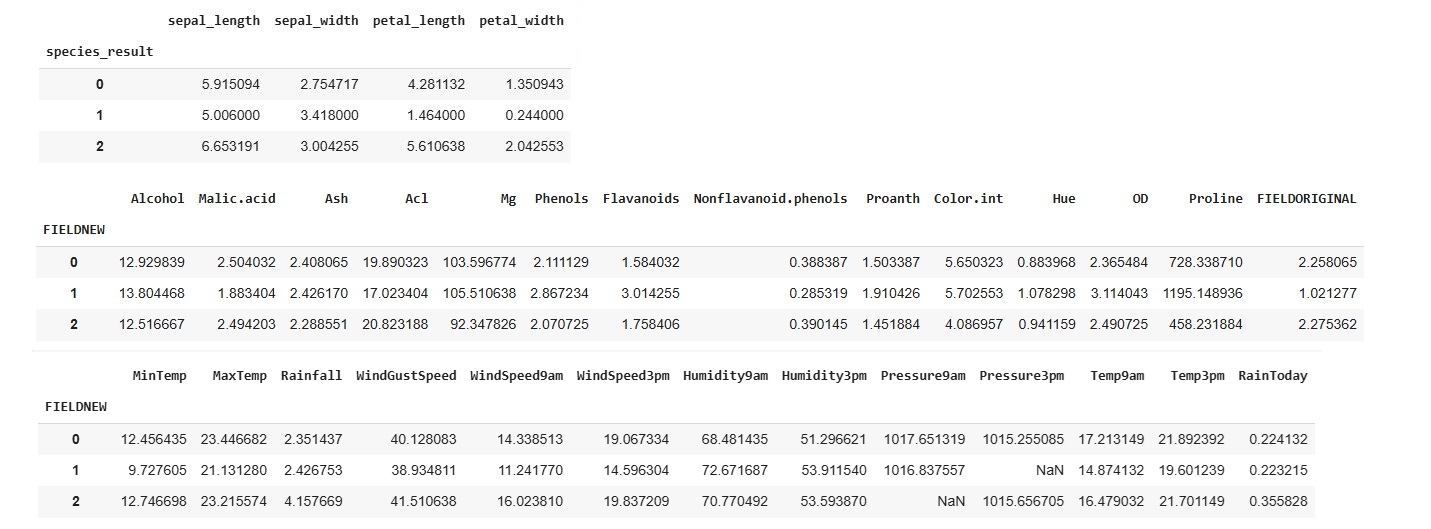 sepal_length sepal_width petal_length petal_width
species_result
0 5.915094 2.754717 4.281132 1.350943
1 5.006000 3.418000 1.464000 0.244000
2 6.653191 3.004255 5.610638 2.042553
Alcohol Malic.acid Ash Acl Mg Phenols Flavanoids Nonflavanoid.phenols Proanth Color.int Hue OD Proline FIELDORIGINAL
FIELDNEW
0 12.929839 2.504032 2.408065 19.890323 103.596774 2.111129 1.584032 0.388387 1.503387 5.650323 0.883968 2.365484 728.338710 2.258065
1 13.804468 1.883404 2.426170 17.023404 105.510638 2.867234 3.014255 0.285319 1.910426 5.702553 1.078298 3.114043 1195.148936 1.021277
2 12.516667 2.494203 2.288551 20.823188 92.347826 2.070725 1.758406 0.390145 1.451884 4.086957 0.941159 2.490725 458.231884 2.275362
MinTemp MaxTemp Rainfall WindGustSpeed WindSpeed9am WindSpeed3pm Humidity9am Humidity3pm Pressure9am Pressure3pm Temp9am Temp3pm RainToday
FIELDNEW
0 12.456435 23.446682 2.351437 40.128083 14.338513 19.067334 68.481435 51.296621 1017.651319 1015.255085 17.213149 21.892392 0.224132
1 9.727605 21.131280 2.426753 38.934811 11.241770 14.596304 72.671687 53.911540 1016.837557 NaN 14.874132 19.601239 0.223215
2 12.746698 23.215574 4.157669 41.510638 16.023810 19.837209 70.770492 53.593870 NaN 1015.656705 16.479032 21.701149 0.355828